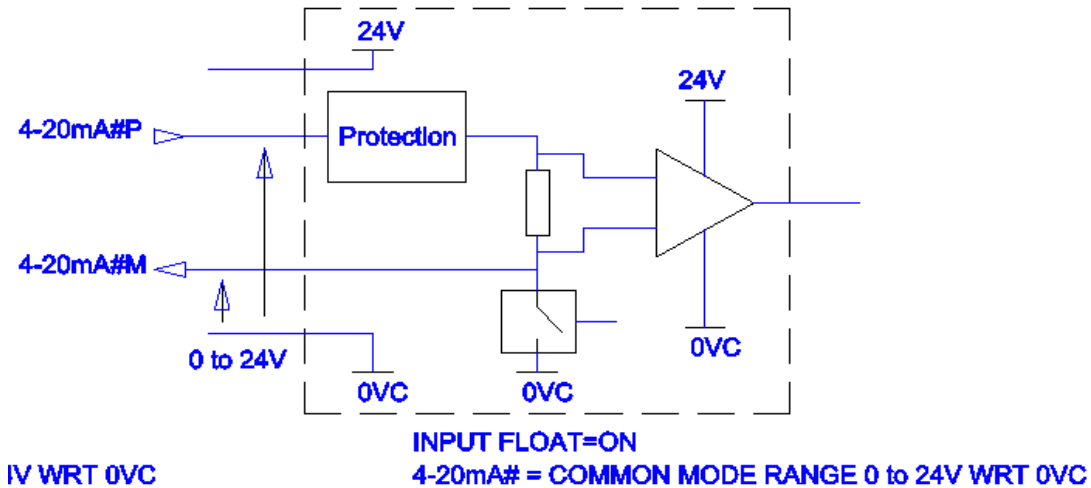 24V
24V
4-20mA#P
Protection
4-20mA#M
0 to 24V
0VC
0VC
0VC
INPUT FLOAT=ON
V WRT 0VC
4-20mA# = COMMON MODE RANGE 0 to 24V WRT 0VC